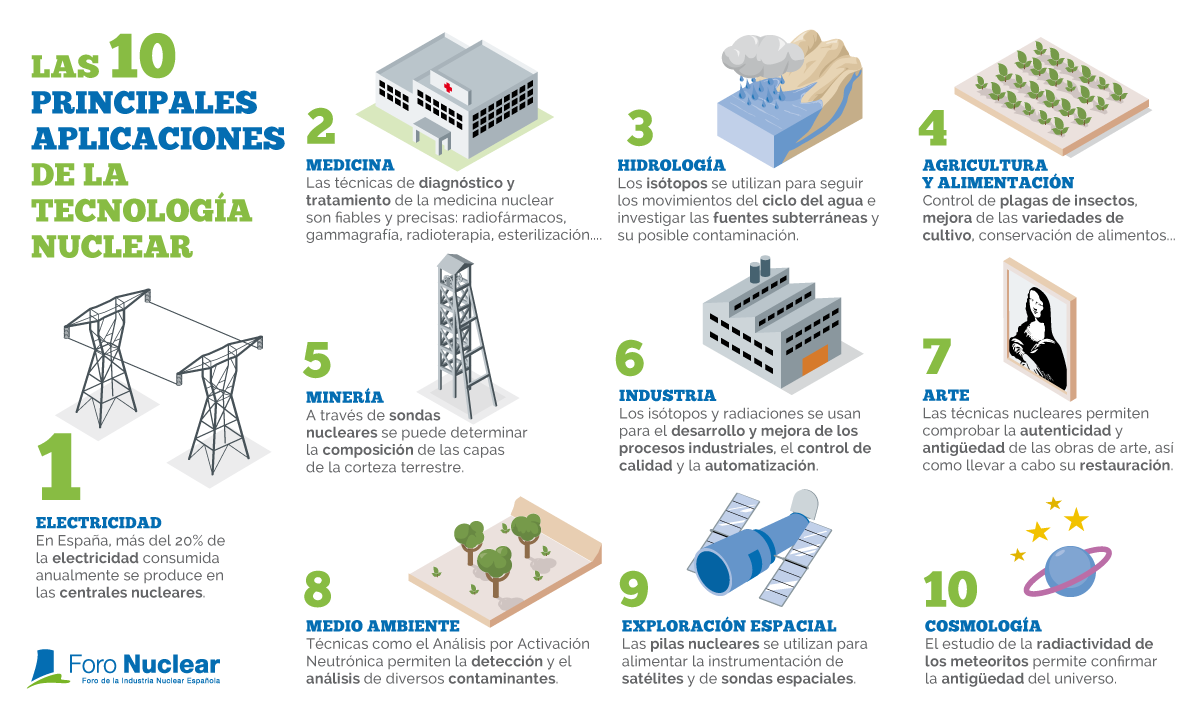 LAS 10
PRINCIPALES
APLICACIONES
DE LA
TECNOLOGÍA
NUCLEAR
1
ELECTRICIDAD
En España, más del 20% de
la electricidad consumida
anualmente se produce en
las centrales nucleares.
2
MEDICINA
Las técnicas de diagnóstico y
tratamiento de la medicina nuclear
son fiables y precisas: radiofármacos,
gammagrafía, radioterapia, esterilización....
3
HIDROLOGÍA
Los isótopos se utilizan para seguir
los movimientos del ciclo del agua e
investigar las fuentes subterráneas y
su posible contaminación.
4
AGRICULTURA
Y ALIMENTACIÓN
Control de plagas de insectos,
mejora de las variedades de
cultivo, conservación de alimentos...
5
MINERÍA
A través de sondas
nucleares se puede determinar
la composición de las capas
de la corteza terrestre.
6
INDUSTRIA
Los isótopos y radiaciones se usan
para el desarrollo y mejora de los
procesos industriales, el control de
calidad y la automatización.
7
ARTE
Las técnicas nucleares permiten
comprobar la autenticidad y
antigüedad de las obras de arte, así
como llevar a cabo su restauración.
8
MEDIO AMBIENTE
Técnicas como el Análisis por Activación
Neutrónica permiten la detección y el
análisis de diversos contaminantes.
9
EXPLORACIÓN ESPACIAL
Las pilas nucleares se utilizan para
alimentar la instrumentación de
satélites y de sondas espaciales.
10
COSMOLOGÍA
El estudio de la radiactividad de
los meteoritos permite confirmar
la antigüedad del universo.
Foro Nuclear
Foro de la Industria Nuclear Española